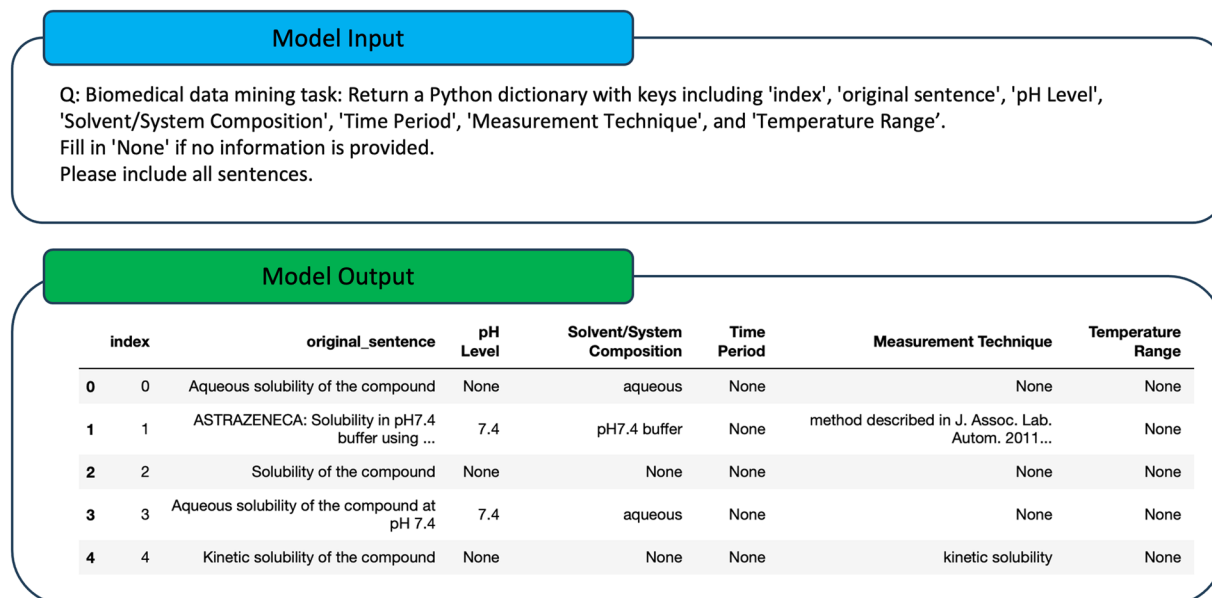 Model Input
Q: Biomedical data mining task: Return a Python dictionary with keys including 'index', 'original sentence', 'pH Level',
'Solvent/System Composition', 'Time Period', 'Measurement Technique', and 'Temperature Range’.
Fill in 'None' if no information is provided.
Please include all sentences.
Model Output
index original_sentence pH Level Solvent/System Composition Time Period Measurement Technique Temperature Range
0 0 Aqueous solubility of the compound None aqueous None None None
1 1 ASTRAZENECA: Solubility in pH7.4 buffer using ... 7.4 pH7.4 buffer None method described in J. Assoc. Lab. Autom. 2011... None
2 2 Solubility of the compound None None None None None
3 3 Aqueous solubility of the compound at pH 7.4 7.4 aqueous None None None
4 4 Kinetic solubility of the compound None None None kinetic solubility None